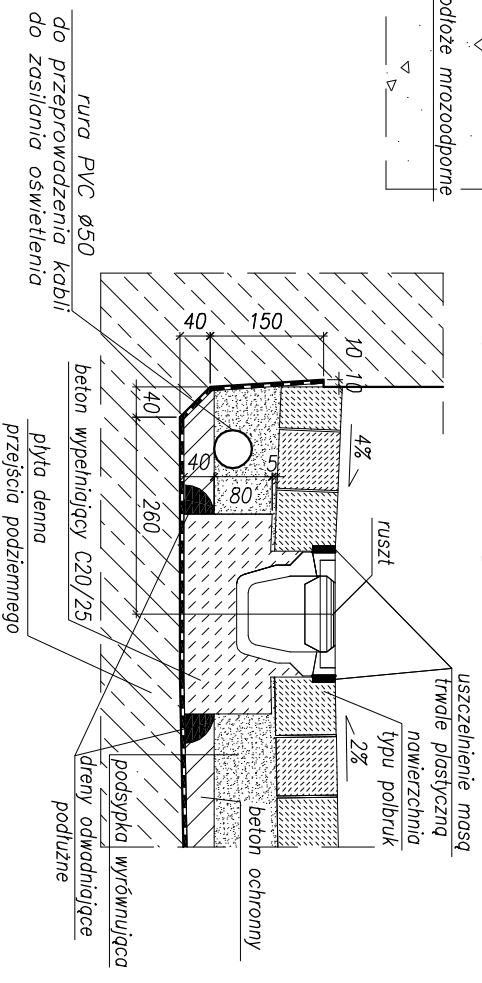 odłoże mrozoodporne
rura PVC ø50
do przeprowadzenia kabli
do zasilania oświetlenia
40
150
10
10
40
260
40
80
5
4%
ruszt
2%
uszczelnienie masą
trwale plastyczną
nawierzchnia
typu polbruk
beton wypełniający C20/25
płyta denna
przejścia podziemnego
beton ochronny
podsypka wyrównująca
dreny odwadniające
podłużne